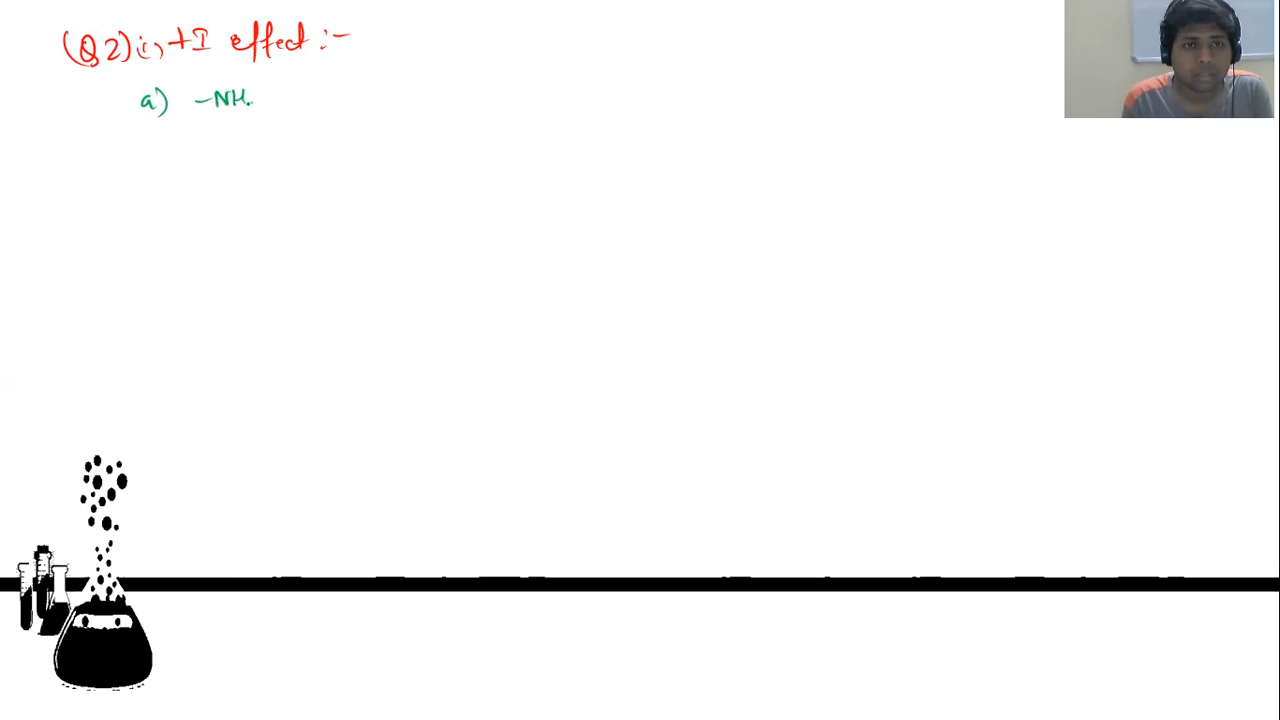 (Q2) i) +I effect :-
a) -NH.